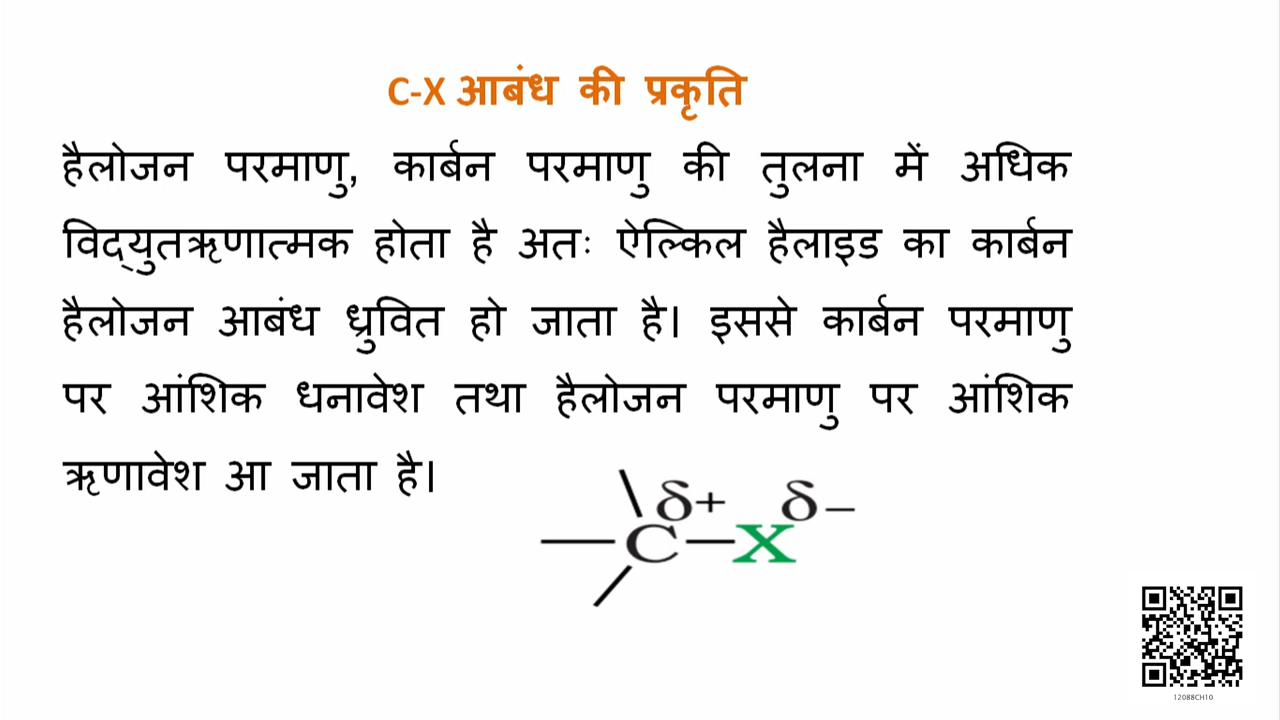 C-X आबंध की प्रकृति
हैलोजन परमाणु, कार्बन परमाणु की तुलना में अधिक
विद्युतऋणात्मक होता है अतः ऐल्किल हैलाइड का कार्बन
हैलोजन आबंध ध्रुवित हो जाता है। इससे कार्बन परमाणु
पर आंशिक धनावेश तथा हैलोजन परमाणु पर आंशिक
ऋणावेश आ जाता है।
δ+ δ–
C—X
12088CH10